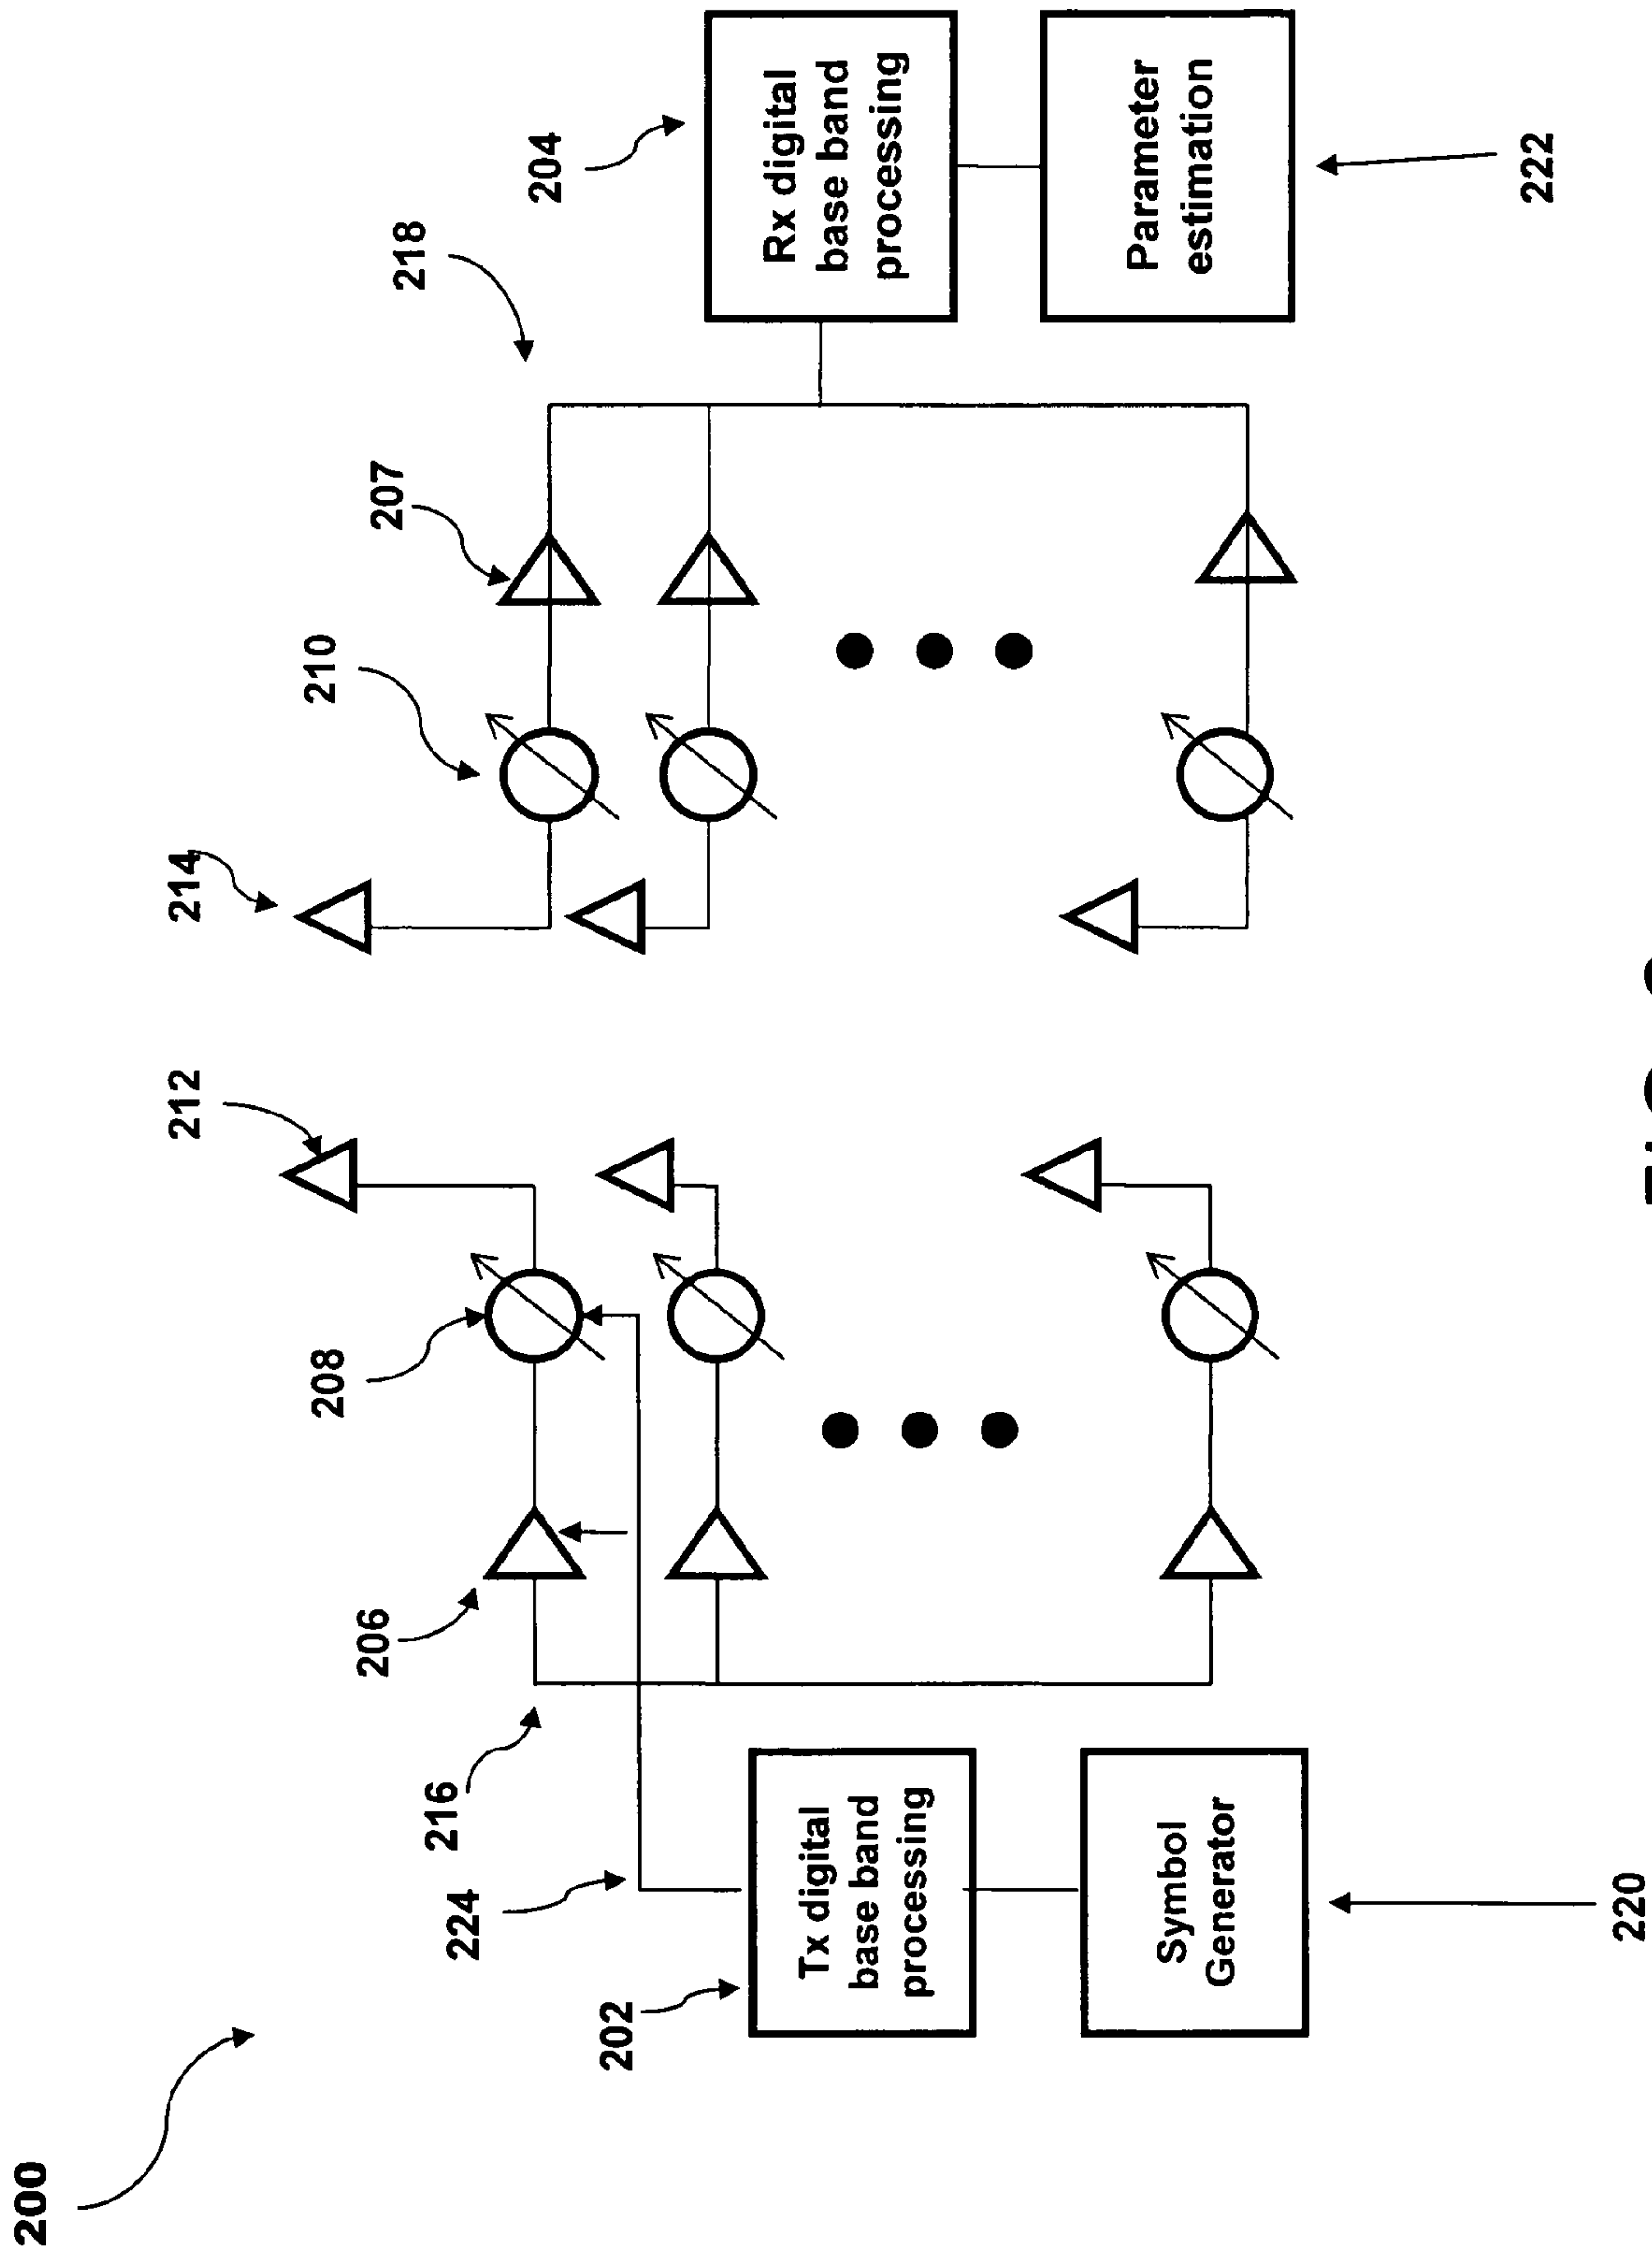 200
202
Tx digital
base band
processing
Symbol
Generator
220
224
216
206
208
212
214
210
207
218
204
Rx digital
base band
processing
Parameter
estimation
222